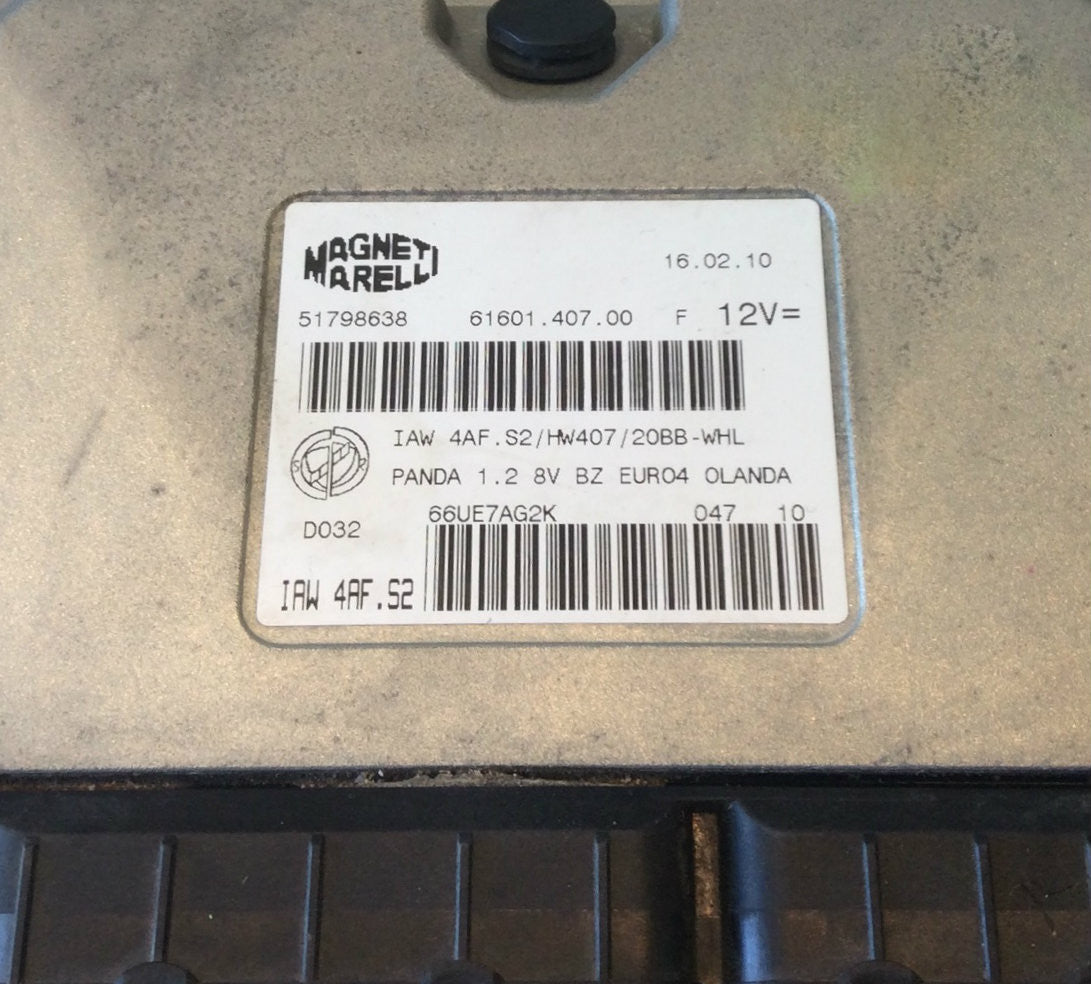 MAGNETI
MARELLI
16.02.10
51798638 61601.407.00 F 12V=
IAW 4AF.S2/HW407/20BB-WHL
PANDA 1.2 8V BZ EURO4 OLANDA
66UE7AG2K 047 10
D032
IAW 4AF.S2